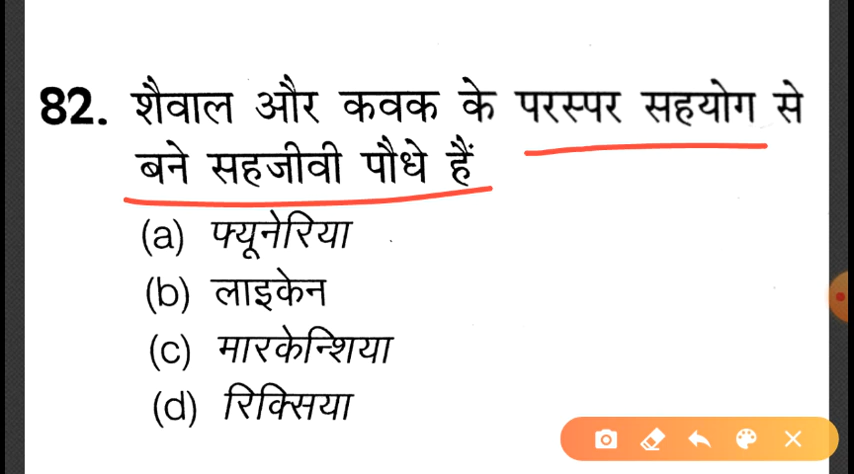 82. शैवाल और कवक के परस्पर सहयोग से
बने सहजीवी पौधे हैं
(a) फ्यूनेरिया
(b) लाइकेन
(c) मारकेन्शिया
(d) रिक्सिया